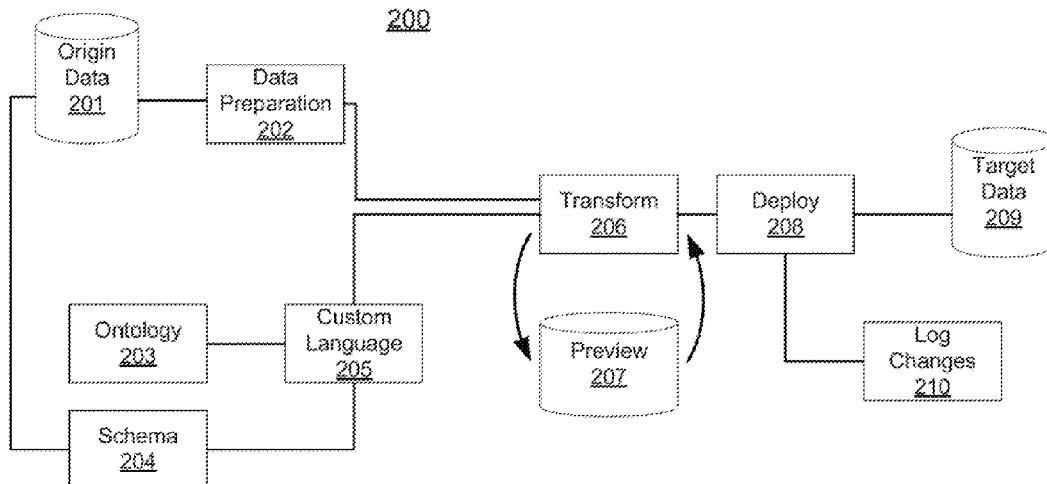 200
Origin
Data
201
Data
Preparation
202
Transform
206
Deploy
208
Target
Data
209
Ontology
203
Custom
Language
205
Preview
207
Log
Changes
210
Schema
204